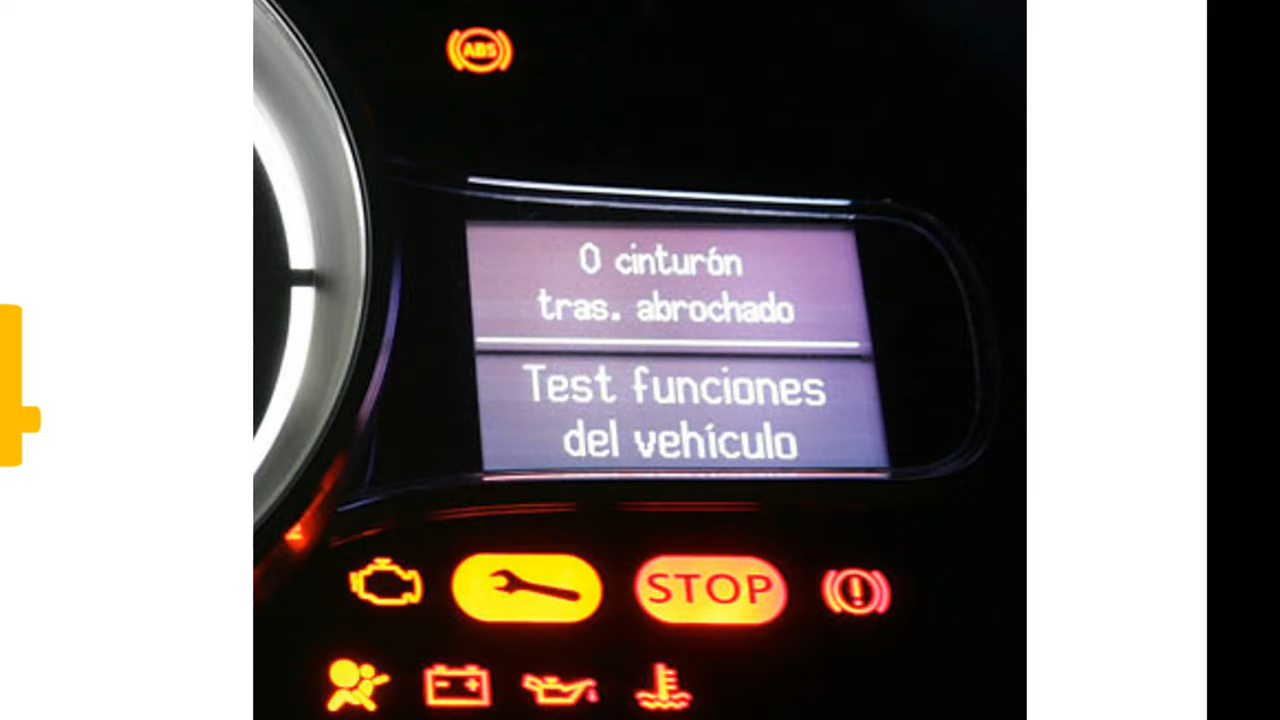 ABS
0 cinturón
tras. abrochado
Test funciones
del vehículo
STOP